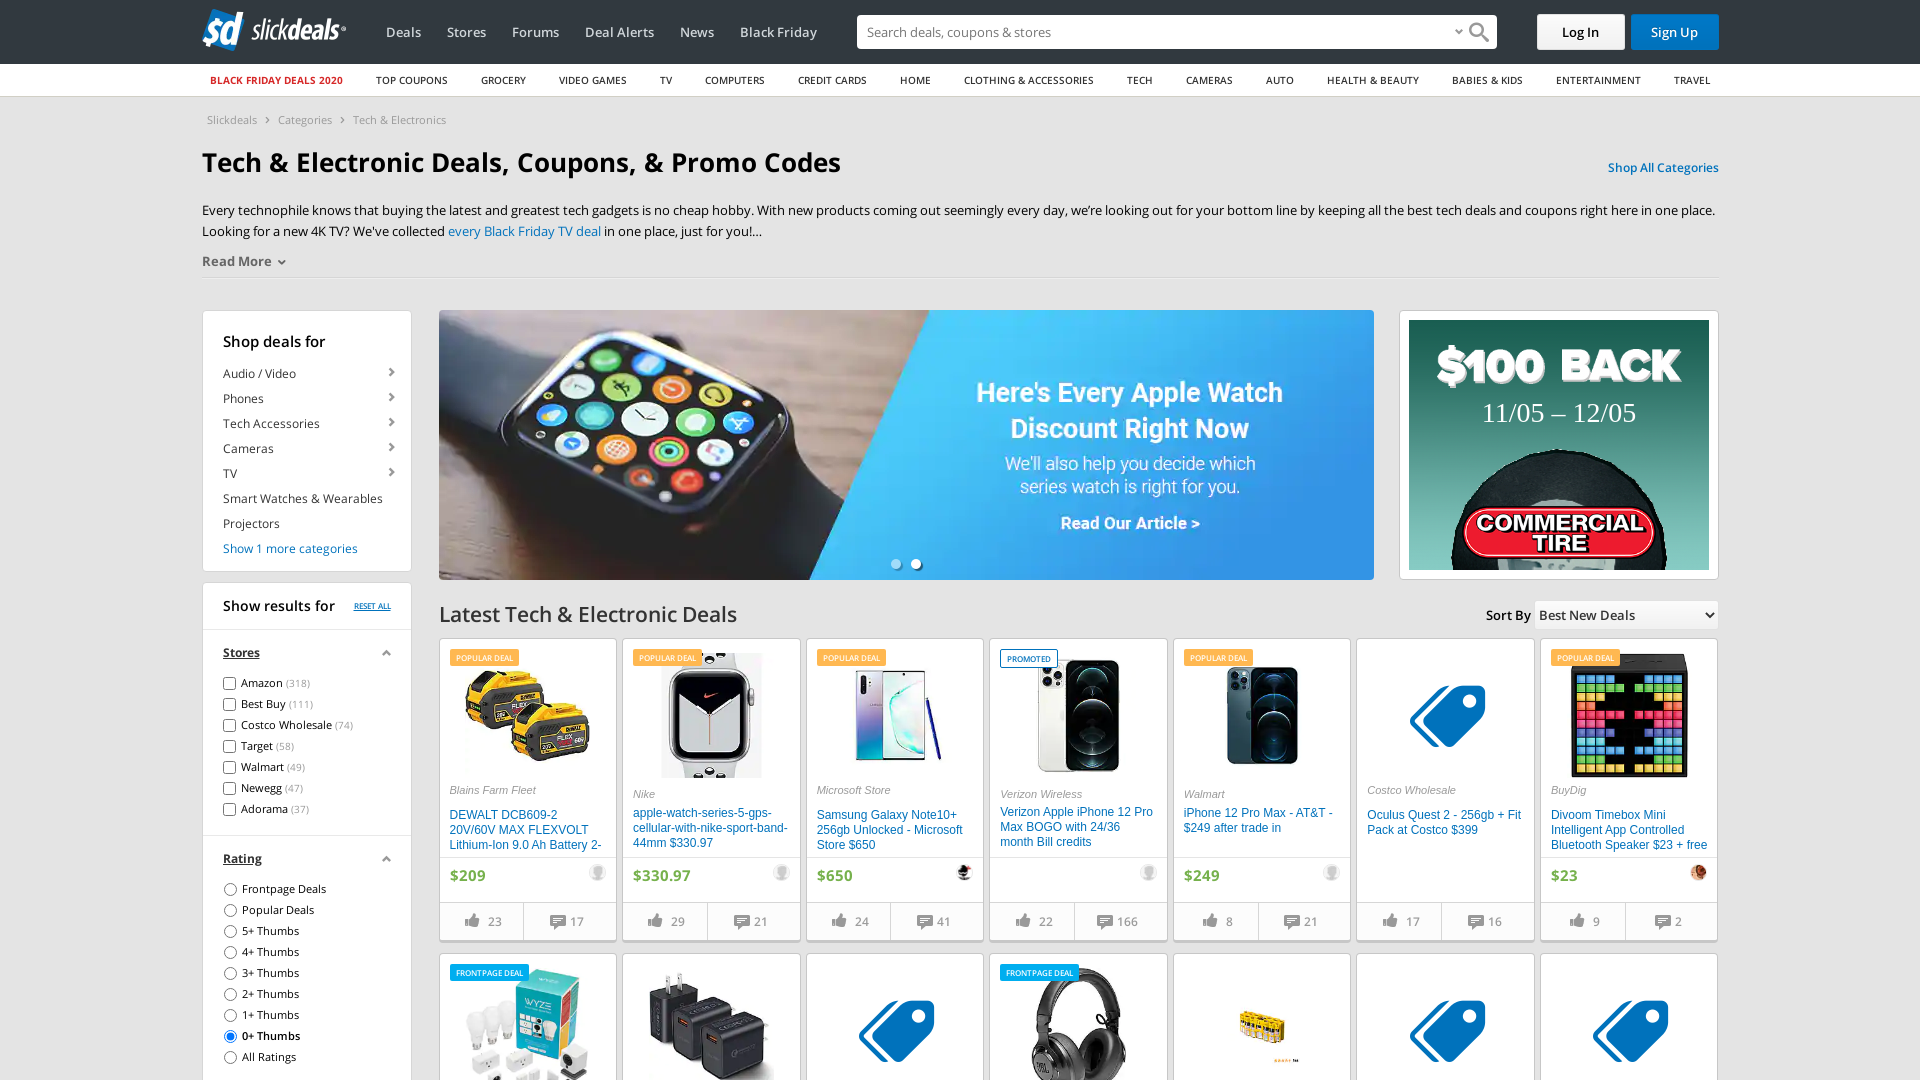 slickdeals
Deals
Stores
Forums
Deal Alerts
News
Black Friday
Search deals, coupons & stores
Log In
Sign Up
BLACK FRIDAY DEALS 2020
TOP COUPONS
GROCERY
VIDEO GAMES
TV
COMPUTERS
CREDIT CARDS
HOME
CLOTHING & ACCESSORIES
TECH
CAMERAS
AUTO
HEALTH & BEAUTY
BABIES & KIDS
ENTERTAINMENT
TRAVEL
Slickdeals > Categories > Tech & Electronics
Tech & Electronic Deals, Coupons, & Promo Codes
Shop All Categories
Every technophile knows that buying the latest and greatest tech gadgets is no cheap hobby. With new products coming out seemingly every day, we’re looking out for your bottom line by keeping all the best tech deals and coupons right here in one place.
Looking for a new 4K TV? We've collected every Black Friday TV deal in one place, just for you!…
Read More
Shop deals for
Audio / Video
Phones
Tech Accessories
Cameras
TV
Smart Watches & Wearables
Projectors
Show 1 more categories
Show results for
RESET ALL
Stores
Amazon (318)
Best Buy (111)
Costco Wholesale (74)
Target (58)
Walmart (49)
Newegg (47)
Adorama (37)
Rating
Frontpage Deals
Popular Deals
5+ Thumbs
4+ Thumbs
3+ Thumbs
2+ Thumbs
1+ Thumbs
0+ Thumbs
All Ratings
Here's Every Apple Watch
Discount Right Now
We'll also help you decide which
series watch is right for you.
Read Our Article >
$100 BACK
11/05 – 12/05
COMMERCIAL
TIRE
Latest Tech & Electronic Deals
Sort By
Best New Deals
POPULAR DEAL
Blains Farm Fleet
DEWALT DCB609-2
20V/60V MAX FLEXVOLT
Lithium-Ion 9.0 Ah Battery 2-
$209
23
17
POPULAR DEAL
Nike
apple-watch-series-5-gps-
cellular-with-nike-sport-band-
44mm $330.97
$330.97
29
21
POPULAR DEAL
Microsoft Store
Samsung Galaxy Note10+
256gb Unlocked - Microsoft
Store $650
$650
24
41
PROMOTED
Verizon Wireless
Verizon Apple iPhone 12 Pro
Max BOGO with 24/36
month Bill credits
22
166
POPULAR DEAL
Walmart
iPhone 12 Pro Max - AT&T -
$249 after trade in
$249
8
21
Costco Wholesale
Oculus Quest 2 - 256gb + Fit
Pack at Costco $399
17
16
POPULAR DEAL
BuyDig
Divoom Timebox Mini
Intelligent App Controlled
Bluetooth Speaker $23 + free
$23
9
2
FRONTPAGE DEAL
WYZE
FRONTPAGE DEAL
JBL